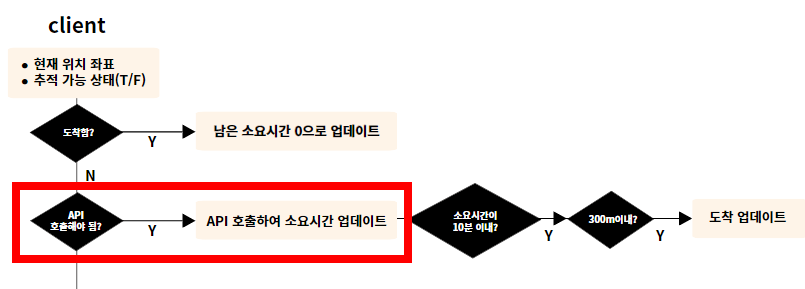 client
● 현재 위치 좌표
● 추적 가능 상태(T/F)
도착함?
Y
남은 소요시간 0으로 업데이트
N
API
호출해야 됨?
Y
API 호출하여 소요시간 업데이트
소요시간이
10분 이내?
Y
300m이내?
Y
도착 업데이트